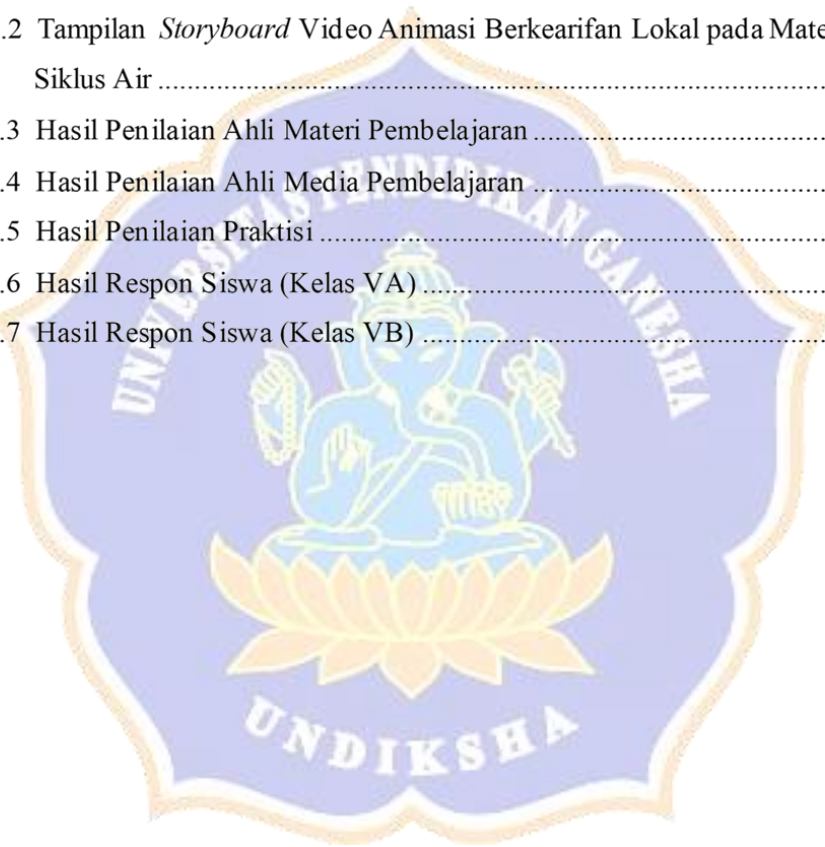 .2 Tampilan Storyboard Video Animasi Berkearifan Lokal pada Mate
Siklus Air ................................................................
.3 Hasil Penilaian Ahli Materi Pembelajaran ................................
.4 Hasil Penilaian Ahli Media Pembelajaran ................................
.5 Hasil Penilaian Praktisi ................................................
.6 Hasil Respon Siswa (Kelas VA) ................................
.7 Hasil Respon Siswa (Kelas VB) ................................
UNIVERSITAS PENDIDIKAN GANESHA
UNDIKSHA